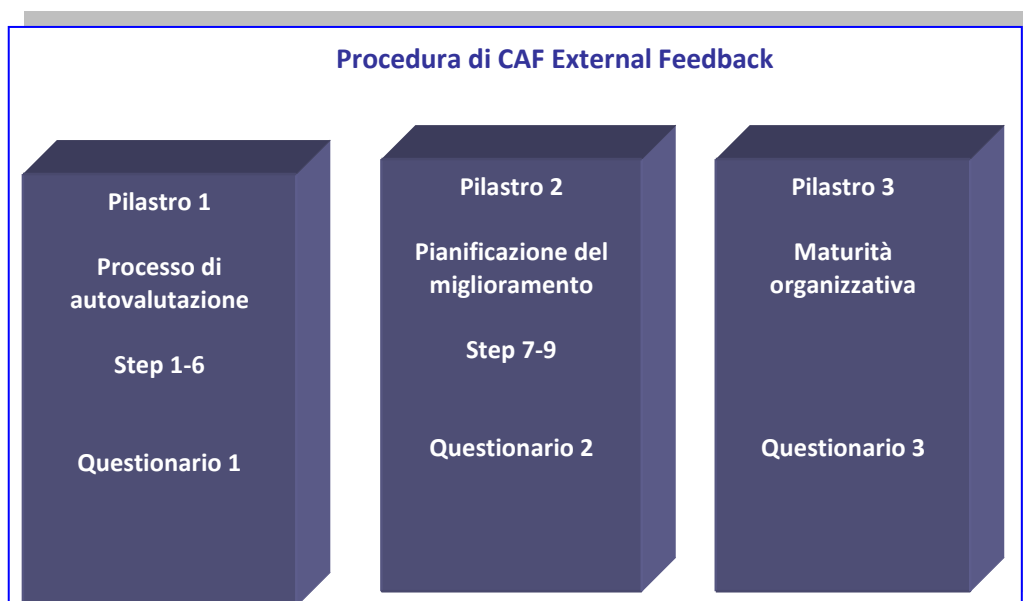 Procedura di CAF External Feedback
Pilastro 1
Processo di
autovalutazione
Step 1-6
Questionario 1
Pilastro 2
Pianificazione del
miglioramento
Step 7-9
Questionario 2
Pilastro 3
Maturità
organizzativa
Questionario 3